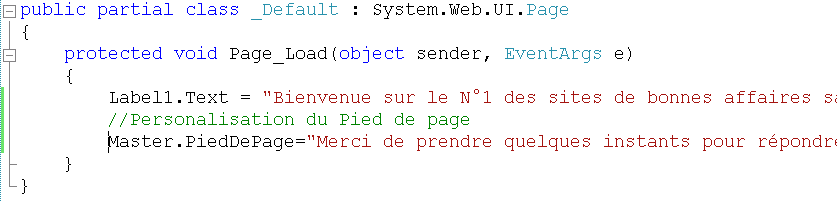 public partial class _Default : System.Web.UI.Page
{
protected void Page_Load(object sender, EventArgs e)
{
Label1.Text = "Bienvenue sur le N°1 des sites de bonnes affaires
//Personalisation du Pied de page
Master.PiedDePage="Merci de prendre quelques instants pour répondre
}
}